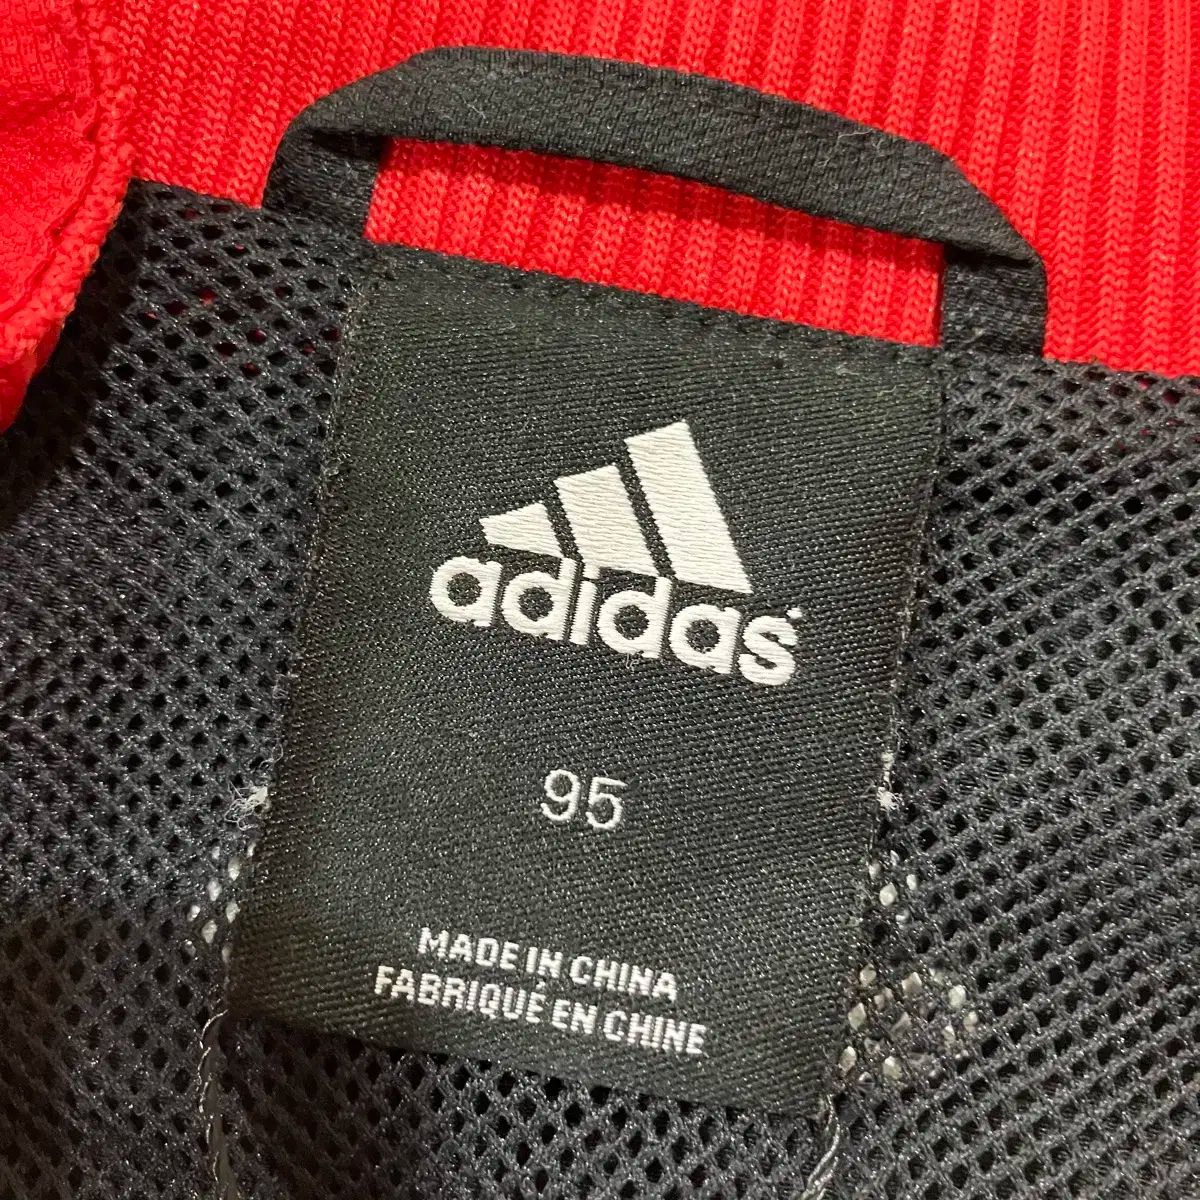 adidas
95
MADE IN CHINA
FABRIQUÉ EN CHINE